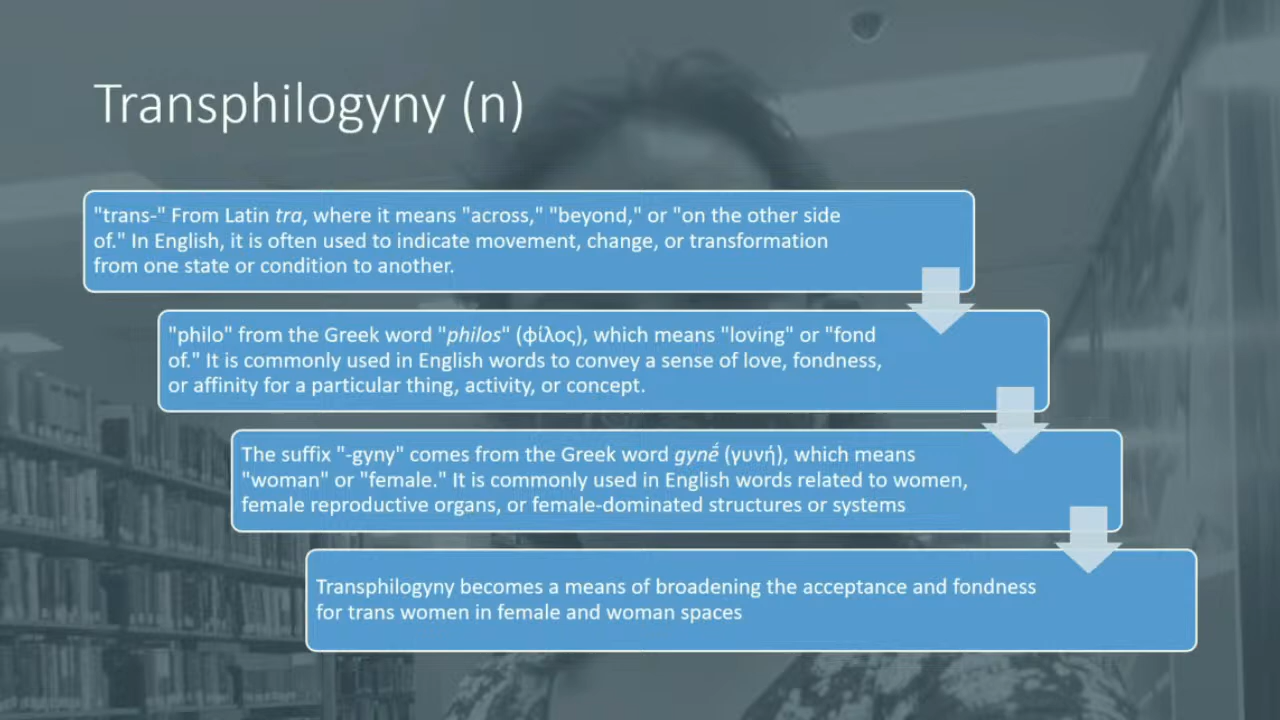 Transphilogyny (n)
"trans-" From Latin tra, where it means "across," "beyond," or "on the other side
of." In English, it is often used to indicate movement, change, or transformation
from one state or condition to another.
"philo" from the Greek word "philos" (φίλος), which means "loving" or "fond
of." It is commonly used in English words to convey a sense of love, fondness,
or affinity for a particular thing, activity, or concept.
The suffix "-gyny" comes from the Greek word gynḗ (γυνή), which means
"woman" or "female." It is commonly used in English words related to women,
female reproductive organs, or female-dominated structures or systems
Transphilogyny becomes a means of broadening the acceptance and fondness
for trans women in female and woman spaces